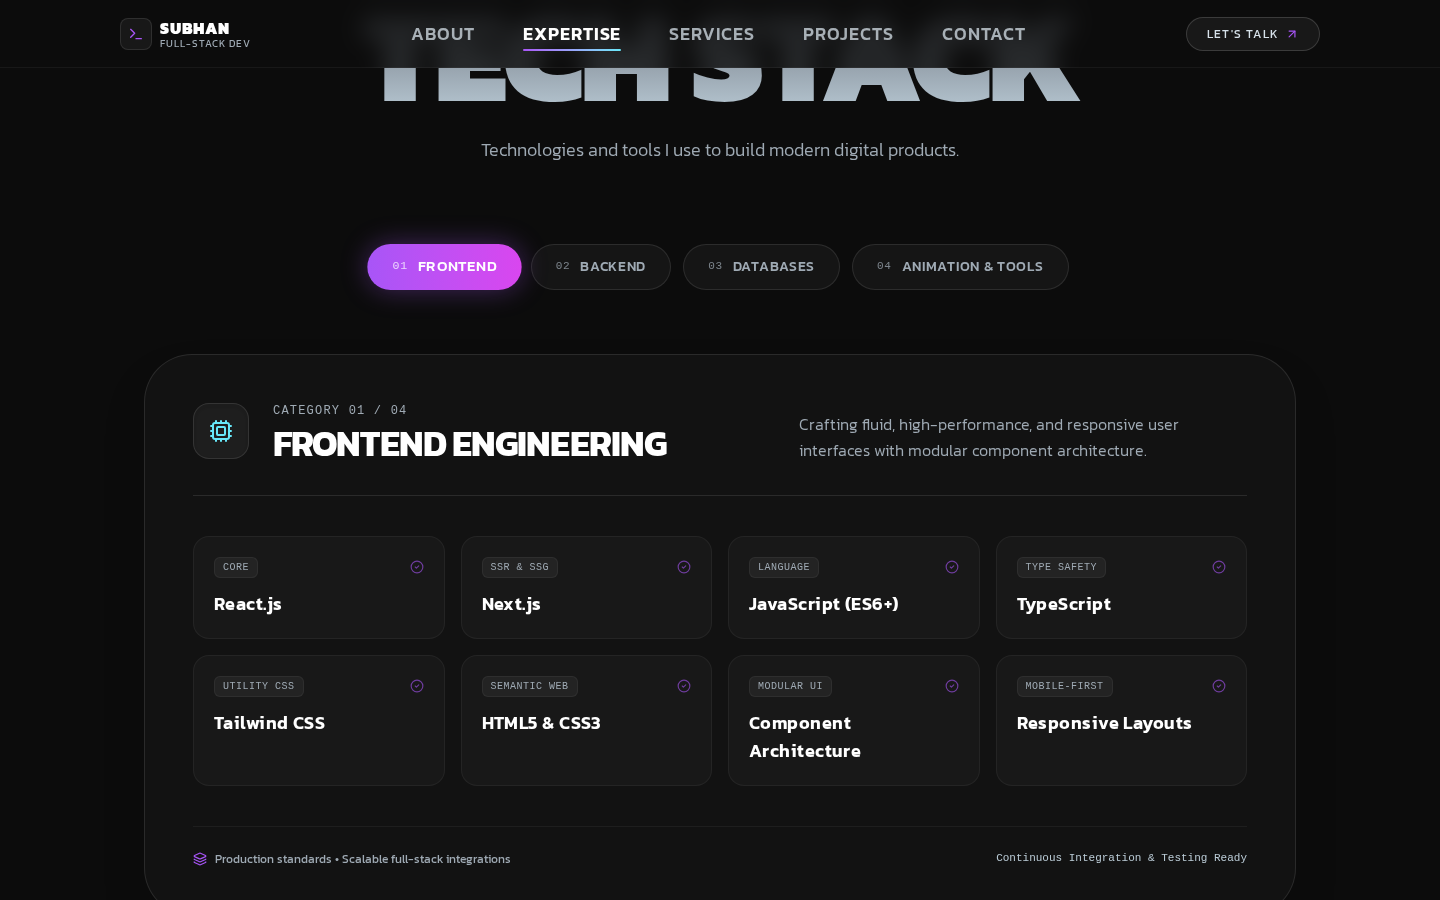 SUBHAN
FULL-STACK DEV
ABOUT
EXPERTISE
SERVICES
PROJECTS
CONTACT
LET'S TALK
TECH STACK
Technologies and tools I use to build modern digital products.
01 FRONTEND
02 BACKEND
03 DATABASES
04 ANIMATION & TOOLS
CATEGORY 01 / 04
FRONTEND ENGINEERING
Crafting fluid, high-performance, and responsive user
interfaces with modular component architecture.
CORE
React.js
SSR & SSG
Next.js
LANGUAGE
JavaScript (ES6+)
TYPE SAFETY
TypeScript
UTILITY CSS
Tailwind CSS
SEMANTIC WEB
HTML5 & CSS3
MODULAR UI
Component
Architecture
MOBILE-FIRST
Responsive Layouts
Production standards • Scalable full-stack integrations
Continuous Integration & Testing Ready